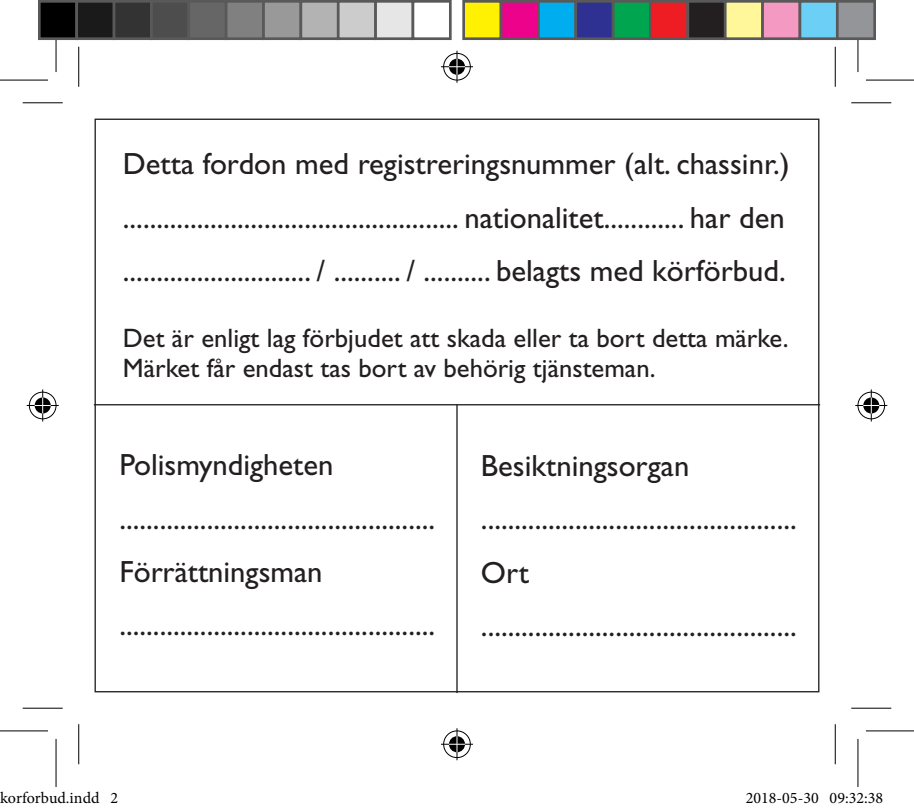 Detta fordon med registreringsnummer (alt. chassinr.)
.................................................. nationalitet............ har den
............................ / .......... / .......... belagts med körförbud.
Det är enligt lag förbjudet att skada eller ta bort detta märke.
Märket får endast tas bort av behörig tjänsteman.
Polismyndigheten
...............................................
Förrättningsman
...............................................
Besiktningsorgan
...............................................
Ort
...............................................
korforbud.indd 2
2018-05-30 09:32:38